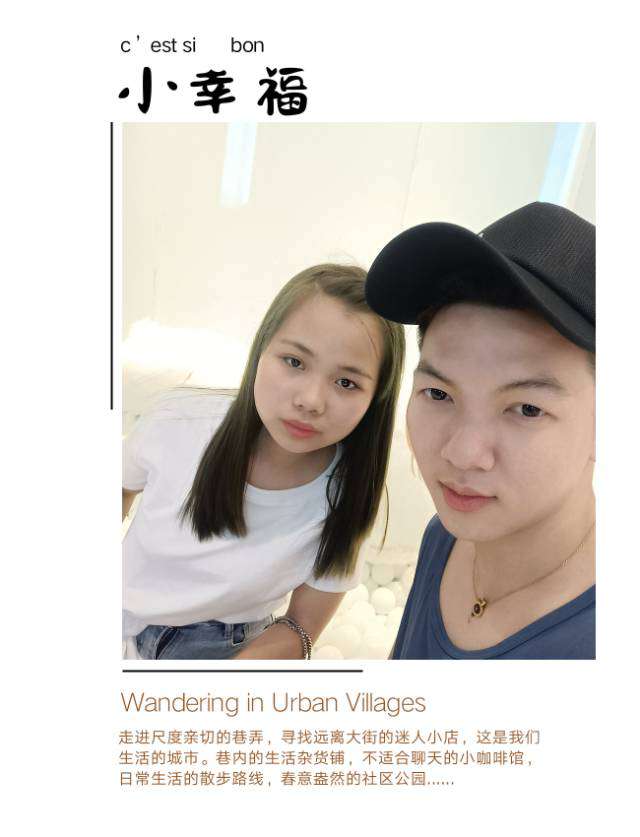 c’est si bon
小幸福
Wandering in Urban Villages
走进尺度亲切的巷弄，寻找远离大街的迷人小店，这是我们
生活的城市。巷内的生活杂货铺，不适合聊天的小咖啡馆，
日常生活的散步路线，春意盎然的社区公园......